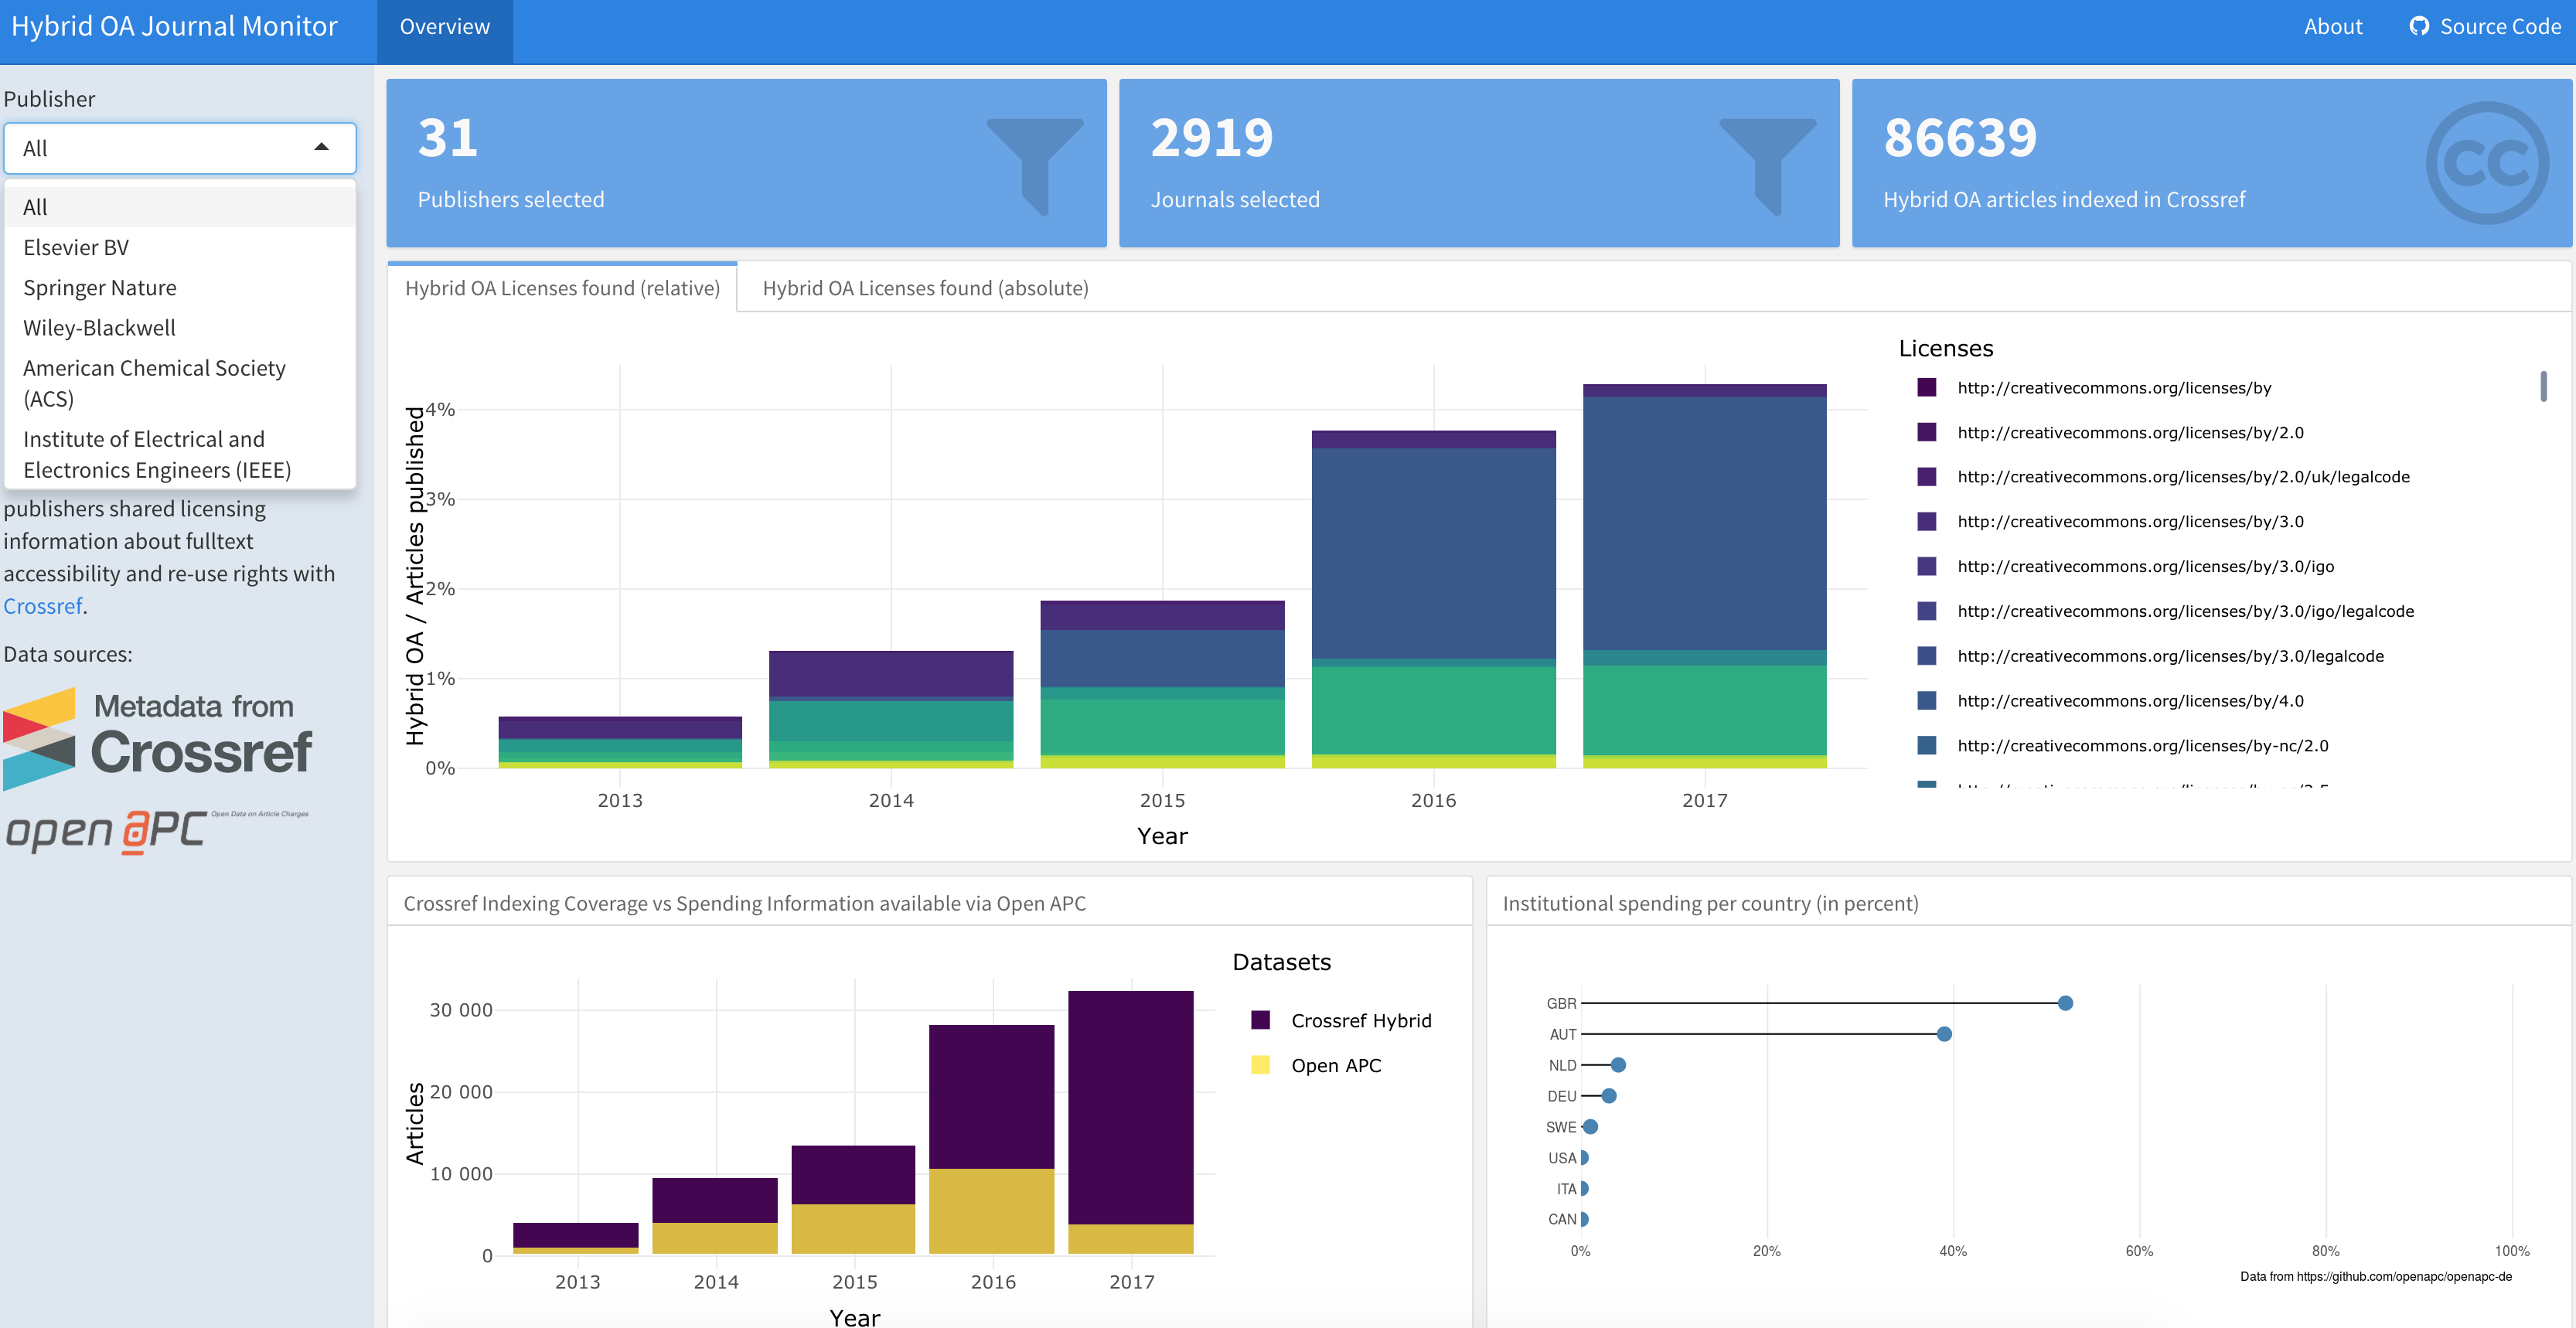 Hybrid OA Journal Monitor
Overview
About
Source Code
Publisher
All
All
Elsevier BV
Springer Nature
Wiley-Blackwell
American Chemical Society
(ACS)
Institute of Electrical and
Electronics Engineers (IEEE)
publishers shared licensing
information about fulltext
accessibility and re-use rights with
Crossref.
Data sources:
Metadata from
Crossref
open aPC Open Data on Article Charges
31
Publishers selected
2919
Journals selected
86639
Hybrid OA articles indexed in Crossref
cc
Hybrid OA Licenses found (relative)
Hybrid OA Licenses found (absolute)
Hybrid OA / Articles published
4%
3%
2%
1%
0%
2013
2014
2015
2016
2017
Year
Licenses
http://creativecommons.org/licenses/by
http://creativecommons.org/licenses/by/2.0
http://creativecommons.org/licenses/by/2.0/uk/legalcode
http://creativecommons.org/licenses/by/3.0
http://creativecommons.org/licenses/by/3.0/igo
http://creativecommons.org/licenses/by/3.0/igo/legalcode
http://creativecommons.org/licenses/by/3.0/legalcode
http://creativecommons.org/licenses/by/4.0
http://creativecommons.org/licenses/by-nc/2.0
Crossref Indexing Coverage vs Spending Information available via Open APC
Articles
30 000
20 000
10 000
0
2013
2014
2015
2016
2017
Year
Datasets
Crossref Hybrid
Open APC
Institutional spending per country (in percent)
GBR
AUT
NLD
DEU
SWE
USA
ITA
CAN
0%
20%
40%
60%
80%
100%
Data from https://github.com/openapc/openapc-de